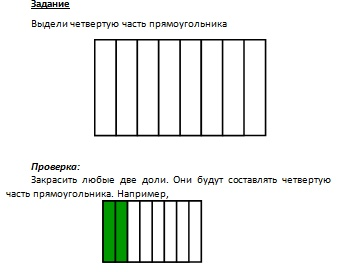 Задание
Выдели четвертую часть прямоугольника
Проверка:
Закрасить любые две доли. Они будут составлять четвертую
часть прямоугольника. Например,